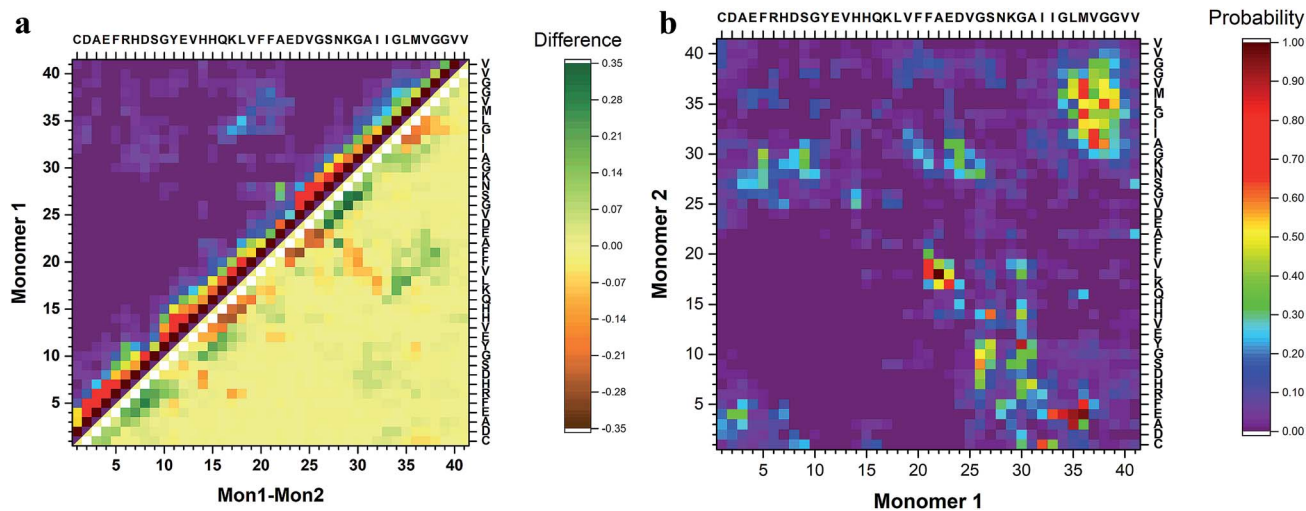 a
CDAEFRHDSGYEVHHQKLVFFAEDVGSNKGAIIGLMVGGVV
Difference
Monomer 1
40
35
30
25
20
15
10
5
5
10
15
20
25
30
35
40
Mon1-Mon2
V
V
G
G
V
M
L
G
I
I
A
G
K
N
S
G
V
D
E
A
F
F
V
L
K
Q
H
H
V
E
Y
G
S
D
H
R
F
E
A
D
C
0.35
0.28
0.21
0.14
0.07
0.00
-0.07
-0.14
-0.21
-0.28
-0.35
b
CDAEFRHDSGYEVHHQKLVFFAEDVGSNKGAIIGLMVGGVV
Probability
Monomer 2
40
35
30
25
20
15
10
5
5
10
15
20
25
30
35
40
Monomer 1
V
V
G
G
V
M
L
G
I
I
A
G
K
N
S
G
V
D
E
A
F
F
V
L
K
Q
H
H
V
E
Y
G
S
D
H
R
F
E
A
D
C
1.00
0.90
0.80
0.70
0.60
0.50
0.40
0.30
0.20
0.10
0.00